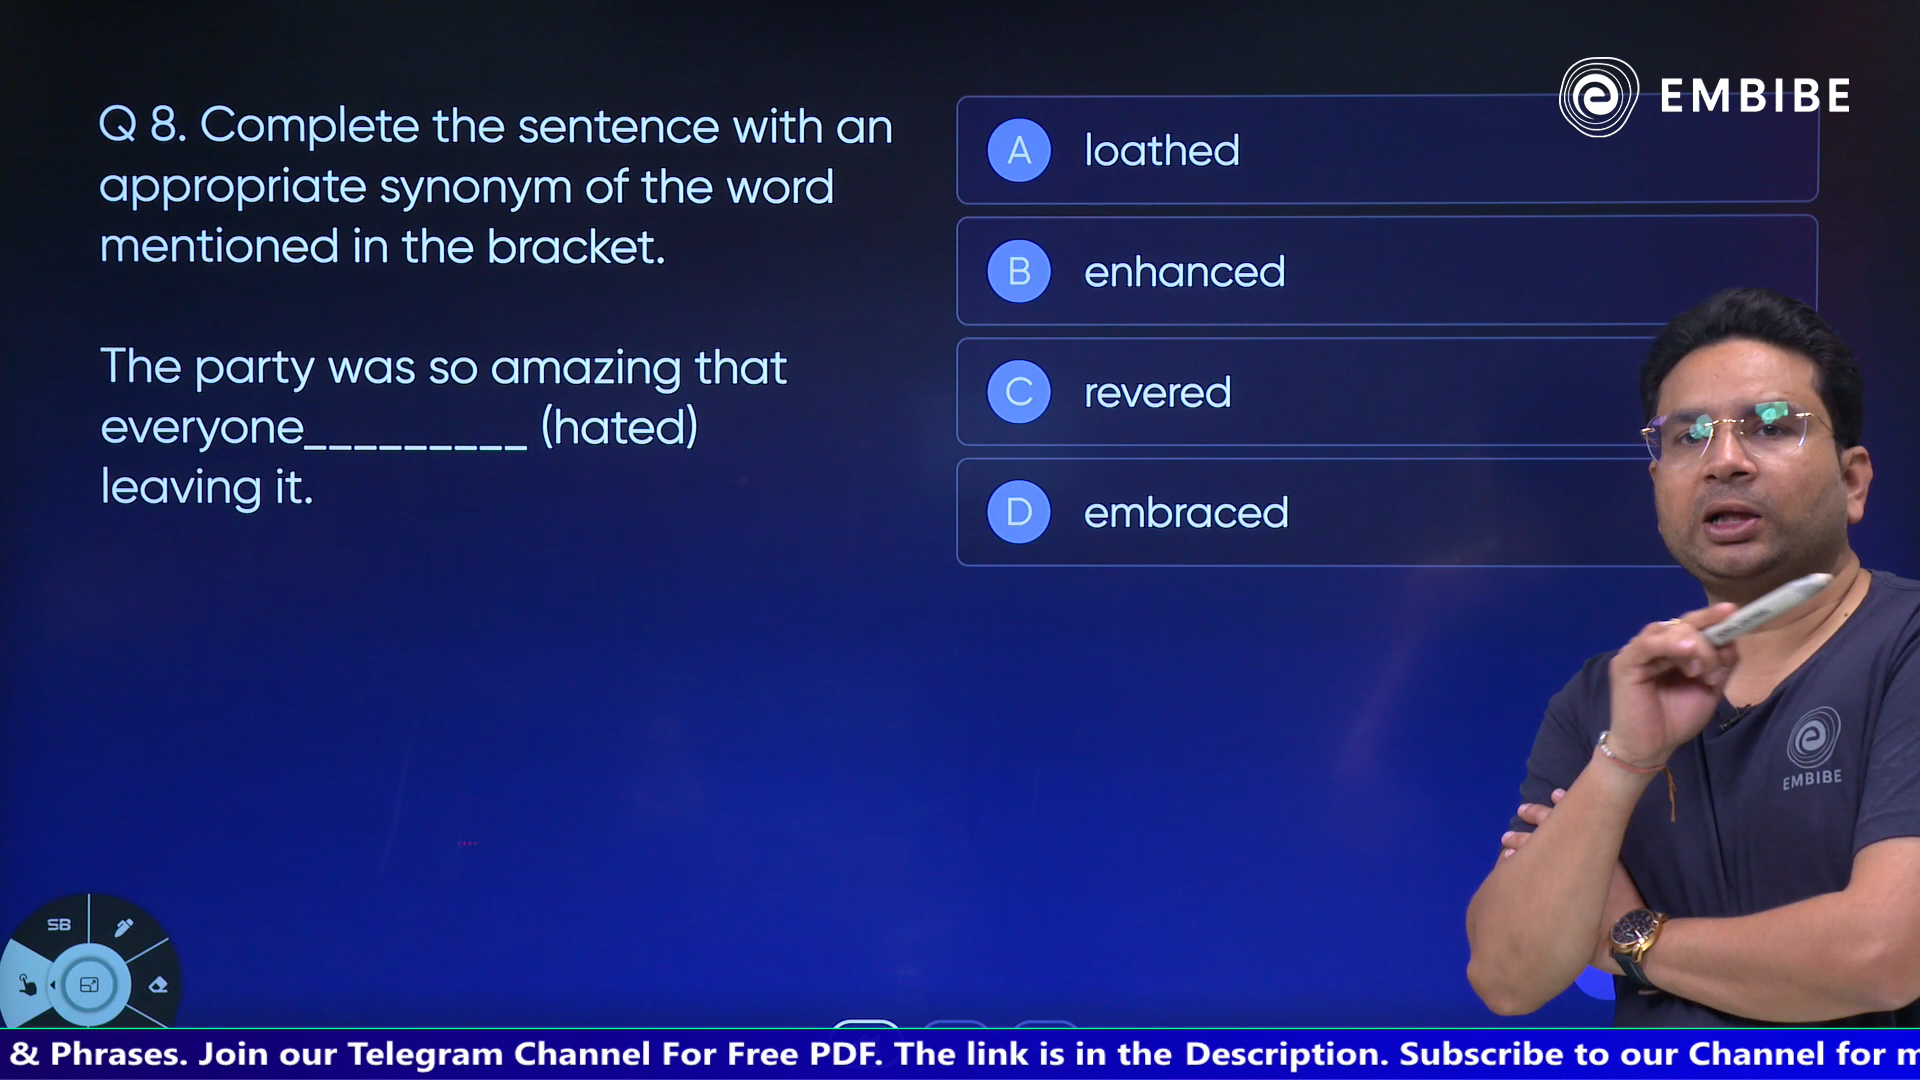 EMBIBE
Q 8. Complete the sentence with an
appropriate synonym of the word
mentioned in the bracket.
The party was so amazing that
everyone_________ (hated)
leaving it.
A loathed
B enhanced
C revered
D embraced
EMBIBE
SB
& Phrases. Join our Telegram Channel For Free PDF. The link is in the Description. Subscribe to our Channel for m